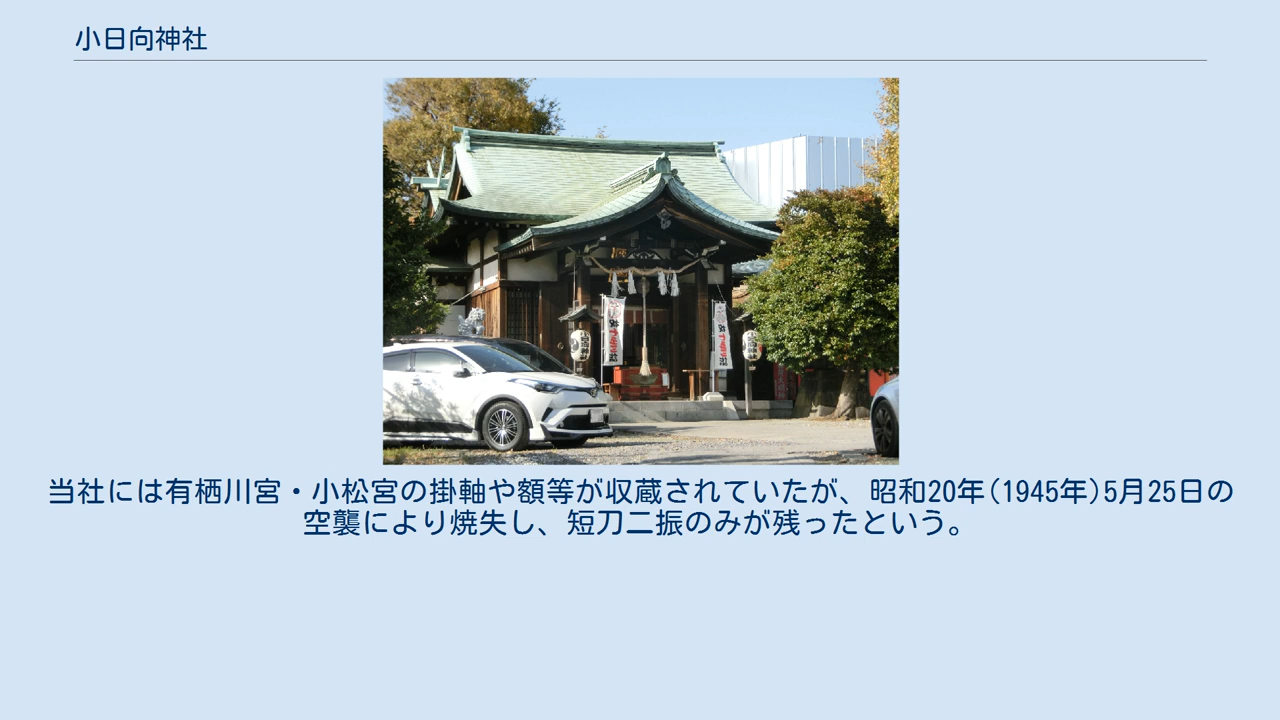 小日向神社
当社には有栖川宮・小松宮の掛軸や額等が収蔵されていたが、昭和20年(1945年)5月25日の
空襲により焼失し、短刀二振のみが残ったという。